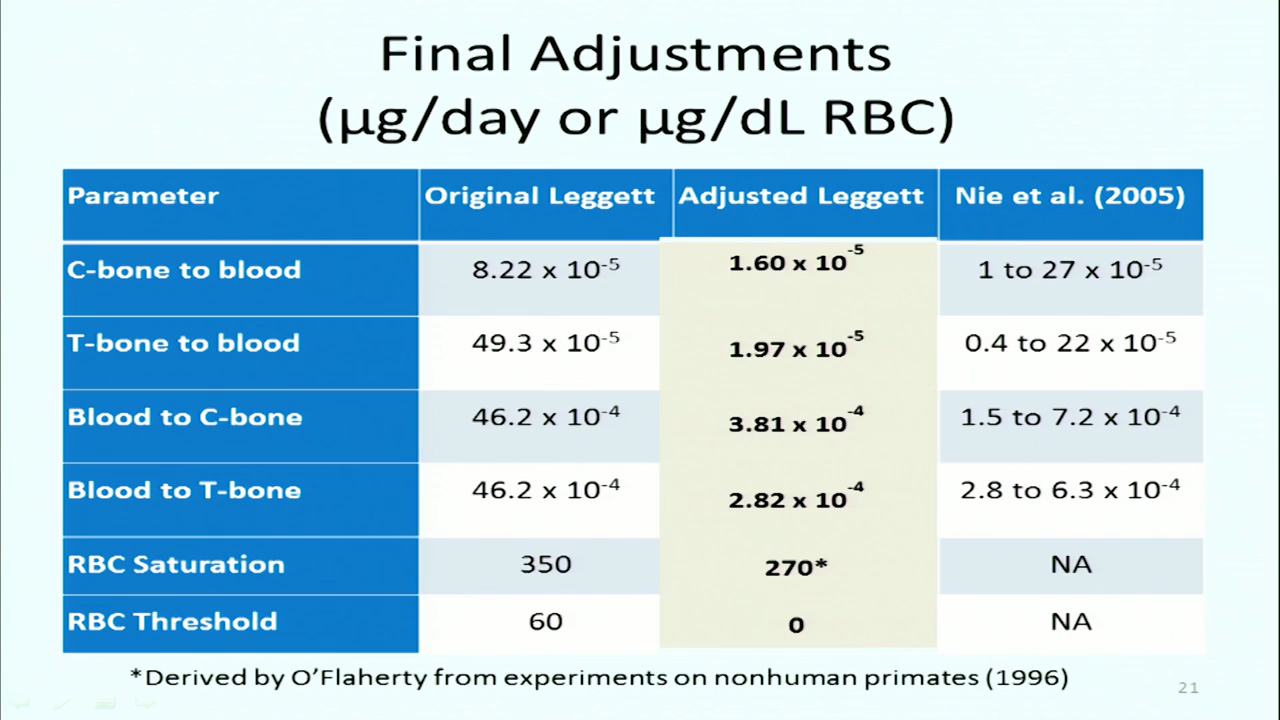 Final Adjustments
(µg/day or µg/dL RBC)
Parameter Original Leggett Adjusted Leggett Nie et al. (2005)
C-bone to blood 8.22 x 10⁻⁵ 1.60 x 10⁻⁵ 1 to 27 x 10⁻⁵
T-bone to blood 49.3 x 10⁻⁵ 1.97 x 10⁻⁵ 0.4 to 22 x 10⁻⁵
Blood to C-bone 46.2 x 10⁻⁴ 3.81 x 10⁻⁴ 1.5 to 7.2 x 10⁻⁴
Blood to T-bone 46.2 x 10⁻⁴ 2.82 x 10⁻⁴ 2.8 to 6.3 x 10⁻⁴
RBC Saturation 350 270* NA
RBC Threshold 60 0 NA
*Derived by O’Flaherty from experiments on nonhuman primates (1996)
21